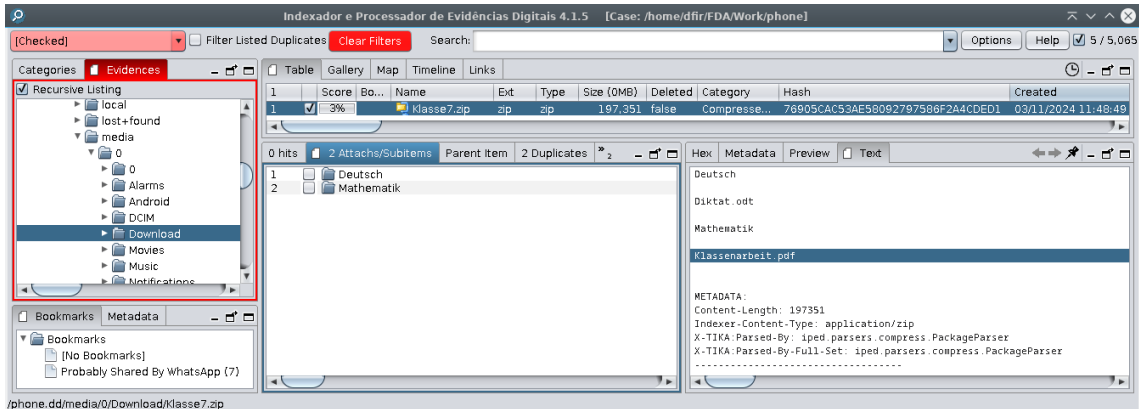 Indexador e Processador de Evidências Digitais 4.1.5 [Case: /home/dfir/FDA/Work/phone]
[Checked] Filter Listed Duplicates Clear Filters Search: Options Help 5 / 5,065
Categories Evidences
Recursive Listing
local
lost+found
media
0
0
Alarms
Android
DCIM
Download
Movies
Music
Notifications
Bookmarks Metadata
Bookmarks
[No Bookmarks]
Probably Shared By WhatsApp (7)
Table Gallery Map Timeline Links
1 Score Bo... Name Ext Type Size (0MB) Deleted Category Hash Created
1 3% Klasse7.zip zip zip 197,351 false Compresse... 76905CAC53AE58092797586F2A4CDED1 03/11/2024 11:48:49
0 hits 2 Attachs/Subitems Parent Item 2 Duplicates » 2
1 Deutsch
2 Mathematik
Hex Metadata Preview Text
Deutsch
Diktat.odt
Mathematik
Klassenarbeit.pdf
METADATA:
Content-Length: 197351
Indexer-Content-Type: application/zip
X-TIKA:Parsed-By: iped.parsers.compress.PackageParser
X-TIKA:Parsed-By-Full-Set: iped.parsers.compress.PackageParser
----------------------------------
/phone.dd/media/0/Download/Klasse7.zip